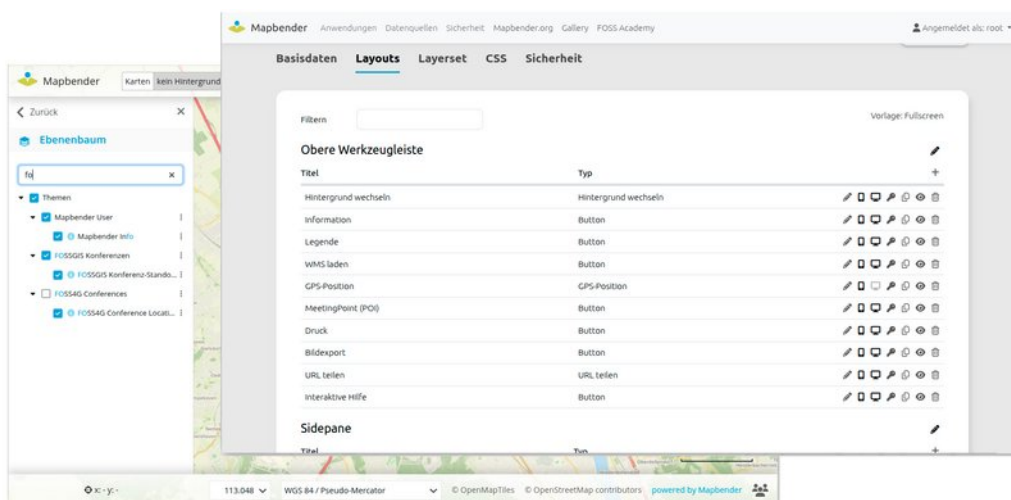 Mapbender Anwendungen Datenquellen Sicherheit Mapbender.org Gallery FOSS Academy Angemeldet als: root
Basisdaten Layouts Layerset CSS Sicherheit
Filtern Vorlage: Fullscreen
Obere Werkzeugleiste
Titel Typ
Hintergrund wechseln Hintergrund wechseln
Information Button
Legende Button
WMS laden Button
GPS-Position GPS-Position
MeetingPoint (POI) Button
Druck Button
Bildexport Button
URL teilen URL teilen
Interaktive Hilfe Button
Sidepane
Titel Typ
Mapbender Karten kein Hintergrund
Zurück
Ebenenbaum
fo
Themen
Mapbender User
Mapbender Info
FOSSGIS Konferenzen
FOSSGIS Konferenz-Stando...
FOSS4G Conferences
FOSS4G Conference Locati...
x: - y: - 113.048 WGS 84 / Pseudo-Mercator © OpenMapTiles © OpenStreetMap contributors powered by Mapbender